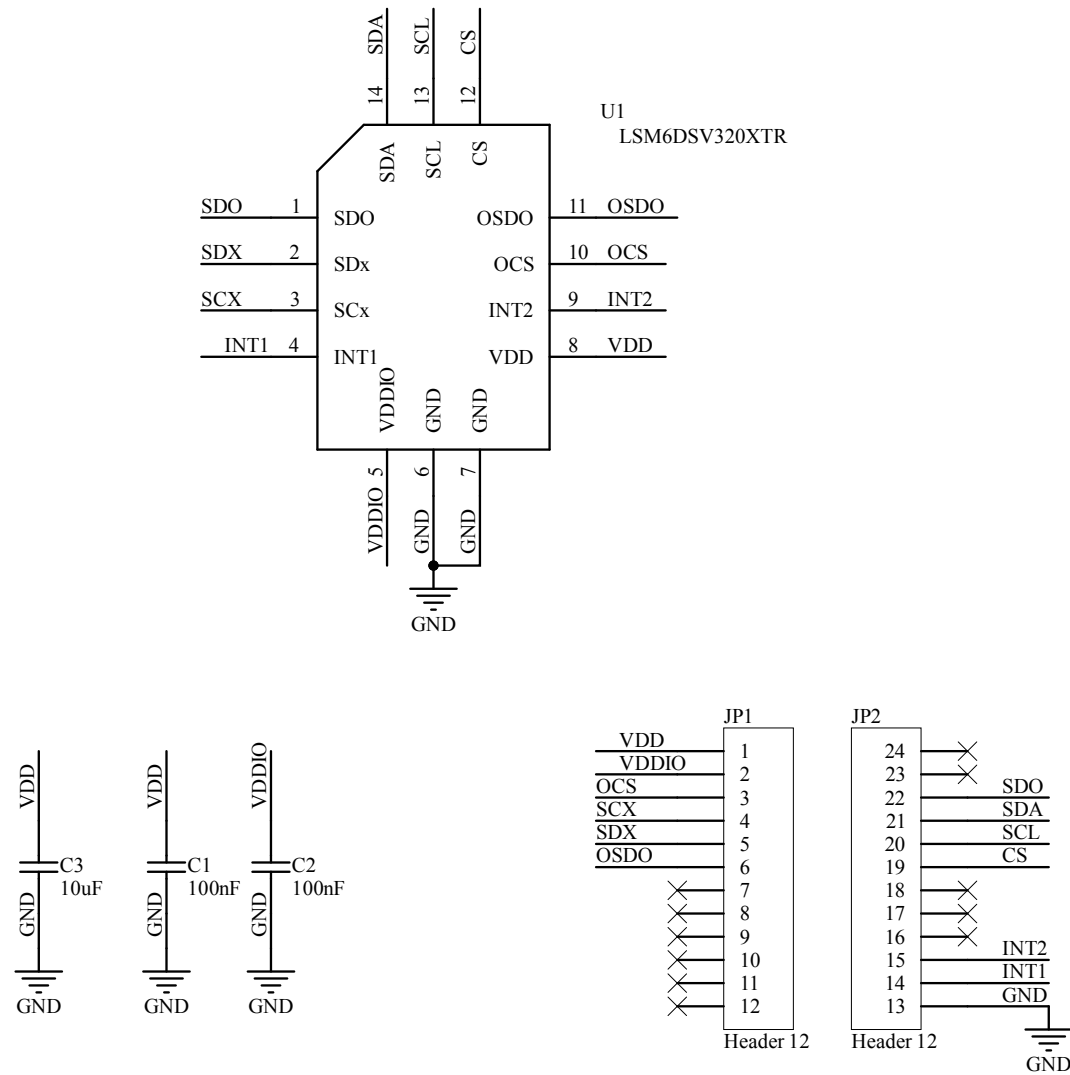 SDA
SCL
CS
14
13
12
U1
LSM6DSV320XTR
SDA
SCL
CS
SDO 1 SDO
OSDO 11 OSDO
SDX 2 SDx
OCS 10 OCS
SCX 3 SCx
INT2 9 INT2
INT1 4 INT1
VDD 8 VDD
VDDIO
GND
GND
5
6
7
VDDIO
GND
GND
GND
VDD
C3
10uF
GND
GND
VDD
C1
100nF
GND
GND
VDDIO
C2
100nF
GND
GND
JP1
VDD 1
VDDIO 2
OCS 3
SCX 4
SDX 5
OSDO 6
7
8
9
10
11
12
Header 12
JP2
24
23
22 SDO
21 SDA
20 SCL
19 CS
18
17
16
15 INT2
14 INT1
13 GND
Header 12
GND